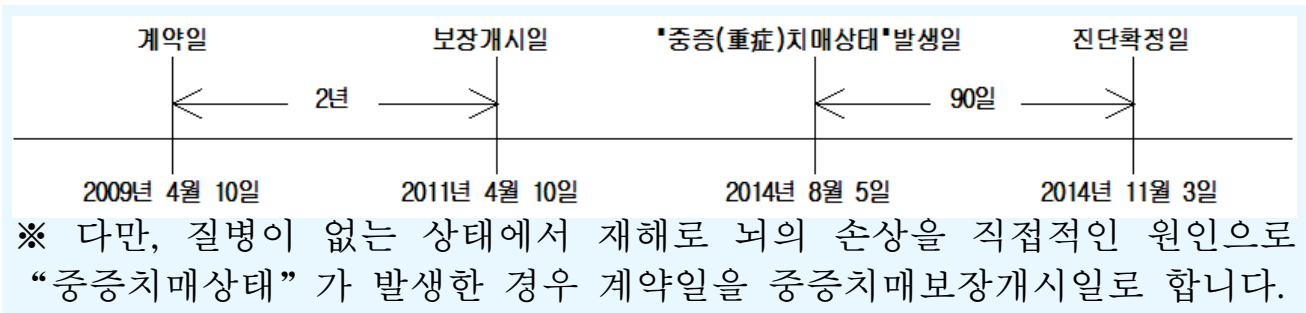 계약일 보장개시일 "중증(重症)치매상태"발생일 진단확정일
2년 90일
2009년 4월 10일 2011년 4월 10일 2014년 8월 5일 2014년 11월 3일
※ 다만, 질병이 없는 상태에서 재해로 뇌의 손상을 직접적인 원인으로
“중증치매상태”가 발생한 경우 계약일을 중증치매보장개시일로 합니다.